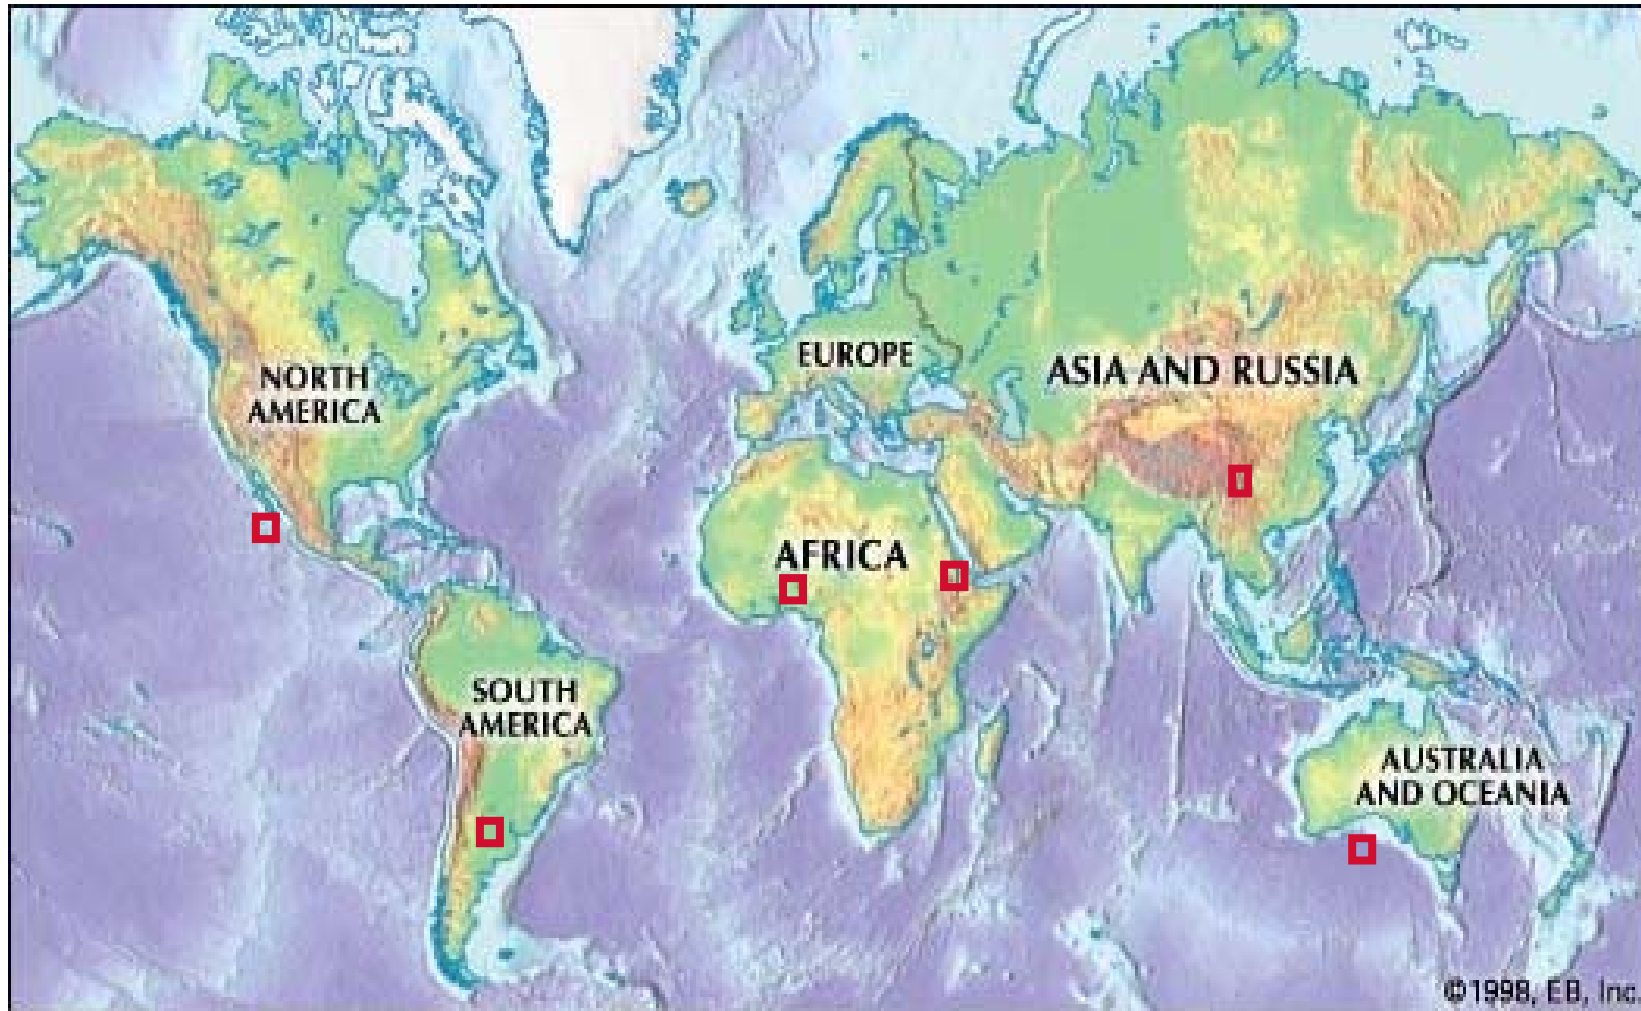 NORTH
AMERICA
EUROPE
ASIA AND RUSSIA
AFRICA
SOUTH
AMERICA
AUSTRALIA
AND OCEANIA
©1998, EB, Inc.